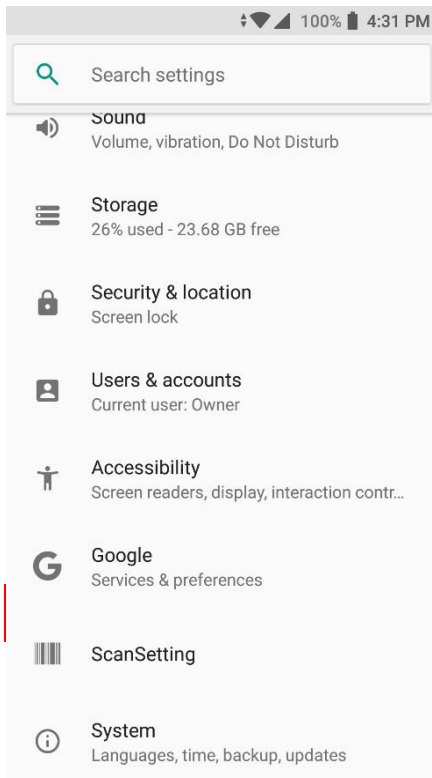 100% 4:31 PM
Search settings
Sound
Volume, vibration, Do Not Disturb
Storage
26% used - 23.68 GB free
Security & location
Screen lock
Users & accounts
Current user: Owner
Accessibility
Screen readers, display, interaction contr...
Google
Services & preferences
ScanSetting
System
Languages, time, backup, updates